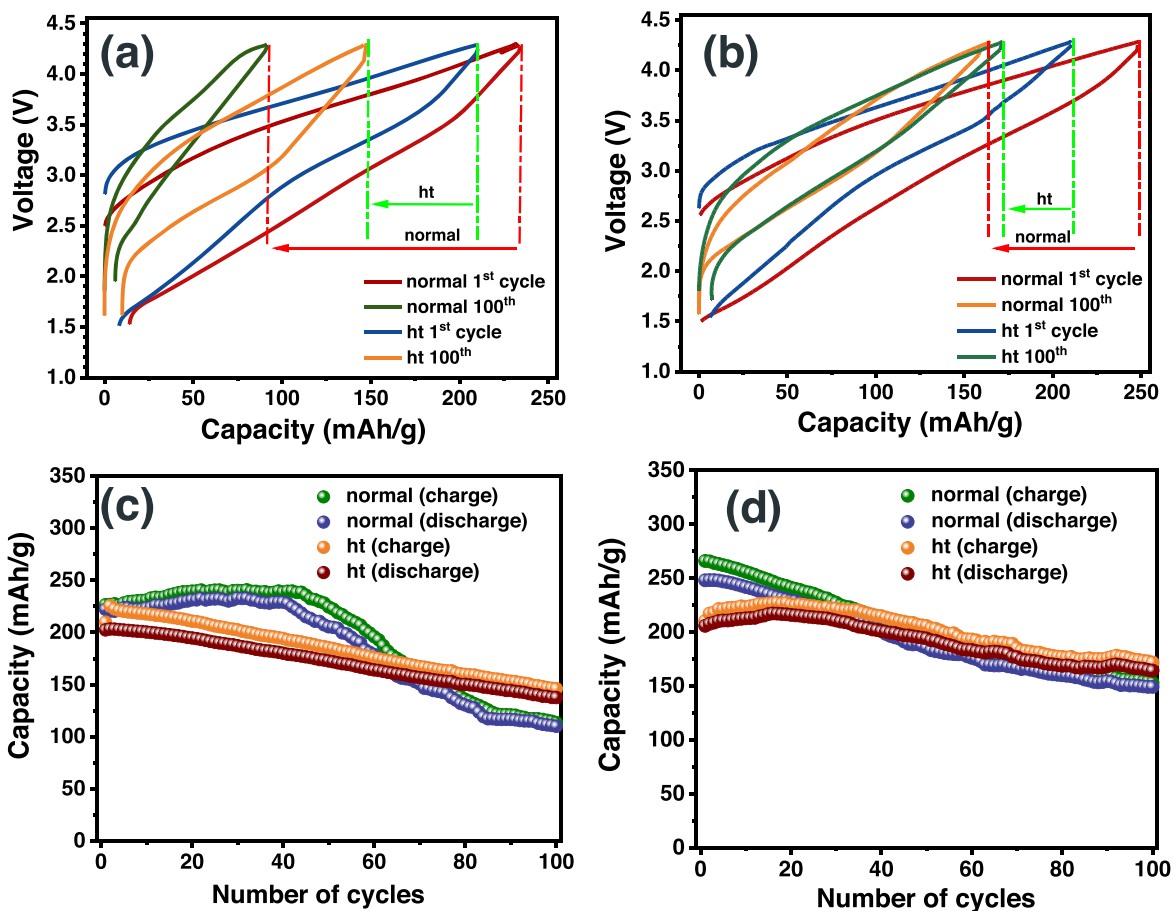 (a)
4.5
4.0
3.5
3.0
2.5
2.0
1.5
1.0
Voltage (V)
ht
normal
normal 1st cycle
normal 100th
ht 1st cycle
ht 100th
0 50 100 150 200 250
Capacity (mAh/g)
(b)
4.5
4.0
3.5
3.0
2.5
2.0
1.5
1.0
Voltage (V)
ht
normal
normal 1st cycle
normal 100th
ht 1st cycle
ht 100th
0 50 100 150 200 250
Capacity (mAh/g)
(c)
350
300
250
200
150
100
50
0
Capacity (mAh/g)
normal (charge)
normal (discharge)
ht (charge)
ht (discharge)
0 20 40 60 80 100
Number of cycles
(d)
350
300
250
200
150
100
50
0
Capacity (mAh/g)
normal (charge)
normal (discharge)
ht (charge)
ht (discharge)
0 20 40 60 80 100
Number of cycles